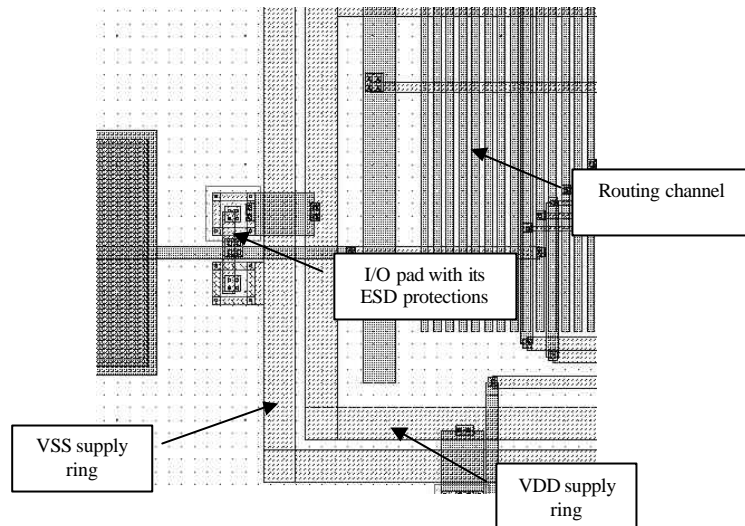 Routing channel
I/O pad with its
ESD protections
VSS supply
ring
VDD supply
ring